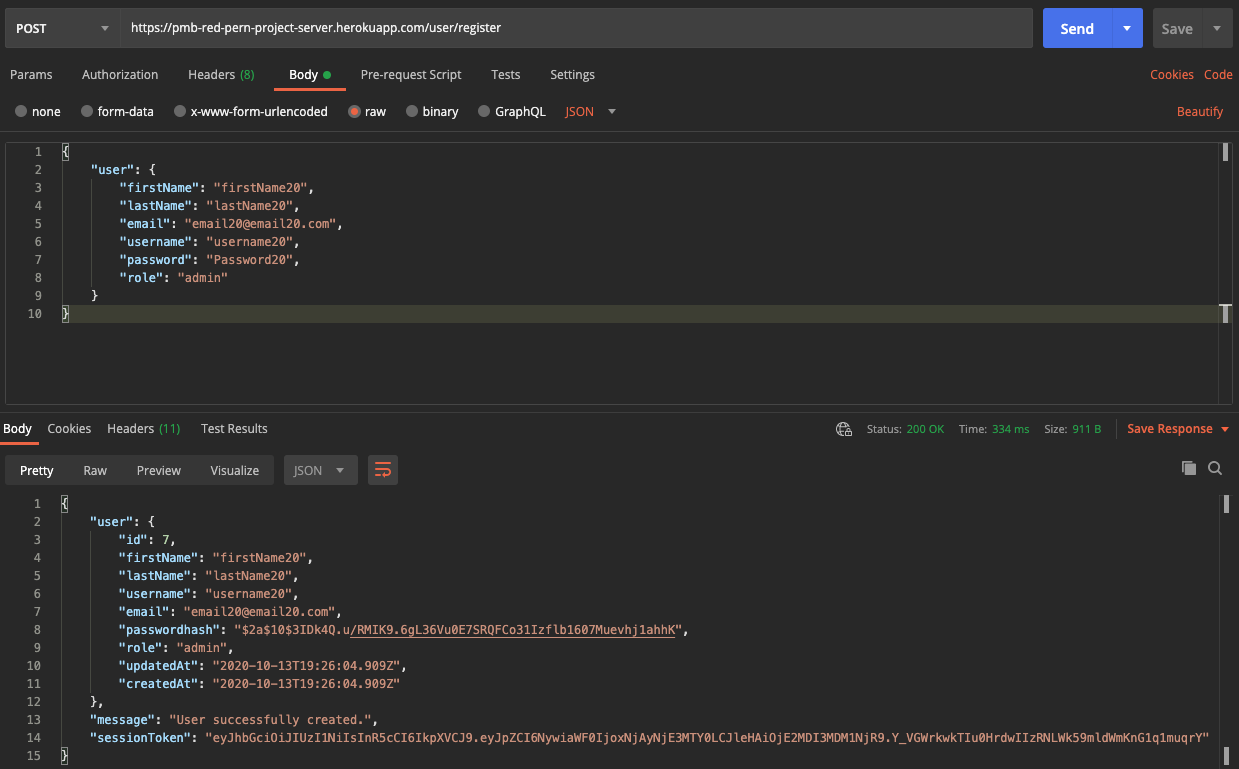 POST https://pmb-red-pern-project-server.herokuapp.com/user/register Send Save
Params Authorization Headers (8) Body Pre-request Script Tests Settings Cookies Code
none form-data x-www-form-urlencoded raw binary GraphQL JSON Beautify
1 {
2 "user": {
3 "firstName": "firstName20",
4 "lastName": "lastName20",
5 "email": "email20@email20.com",
6 "username": "username20",
7 "password": "Password20",
8 "role": "admin"
9 }
10 }
Body Cookies Headers (11) Test Results Status: 200 OK Time: 334 ms Size: 911 B Save Response
Pretty Raw Preview Visualize JSON
1 {
2 "user": {
3 "id": 7,
4 "firstName": "firstName20",
5 "lastName": "lastName20",
6 "username": "username20",
7 "email": "email20@email20.com",
8 "passwordhash": "$2a$10$3IDk4Q.u/RMIK9.6gL36Vu0E7SRQFCo31Izflb1607Muevhj1ahhK",
9 "role": "admin",
10 "updatedAt": "2020-10-13T19:26:04.909Z",
11 "createdAt": "2020-10-13T19:26:04.909Z"
12 },
13 "message": "User successfully created.",
14 "sessionToken": "eyJhbGciOiJIUzI1NiIsInR5cCI6IkpXVCJ9.eyJpZCI6NywiaWF0IjoxNjAyNjE3MTY0LCJleHAiOjE2MDI3MDM1NjR9.Y_VGWrkwkTIu0HrdwIIzRNLWk59mldWmKnG1q1muqrY"
15 }